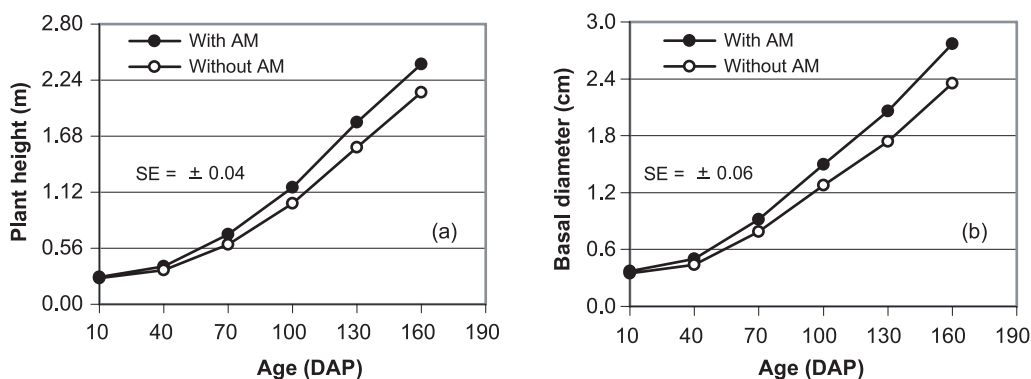 2.80
2.24
1.68
1.12
0.56
0.00
Plant height (m)
With AM
Without AM
SE = ± 0.04
(a)
10 40 70 100 130 160 190
Age (DAP)
3.0
2.4
1.8
1.2
0.6
0.0
Basal diameter (cm)
With AM
Without AM
SE = ± 0.06
(b)
10 40 70 100 130 160 190
Age (DAP)